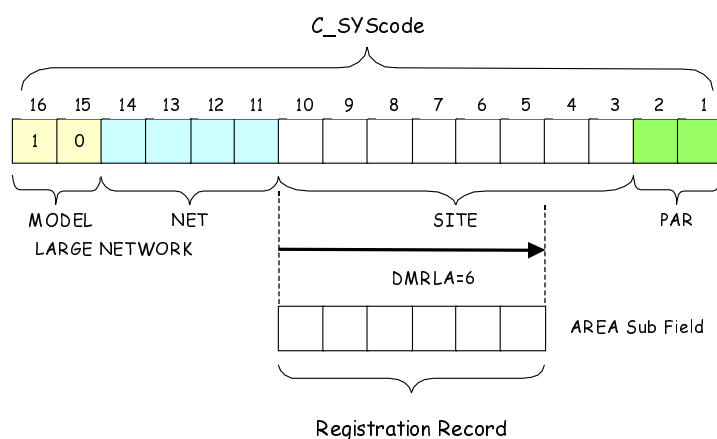 C_SYScode
16 15 14 13 12 11 10 9 8 7 6 5 4 3 2 1
1 0
MODEL NET SITE PAR
LARGE NETWORK
DMRLA=6
AREA Sub Field
Registration Record